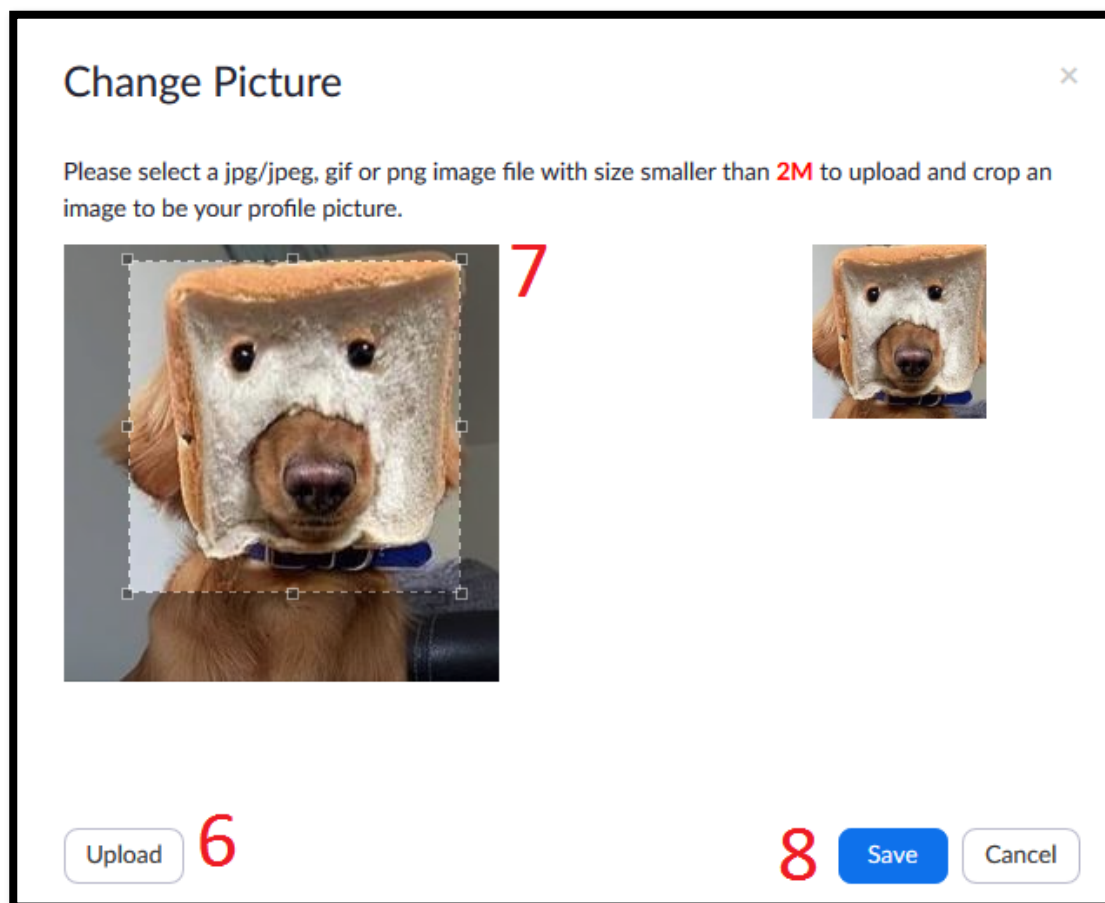 Change Picture ×
Please select a jpg/jpeg, gif or png image file with size smaller than 2M to upload and crop an
image to be your profile picture.
7
Upload 6 8 Save Cancel